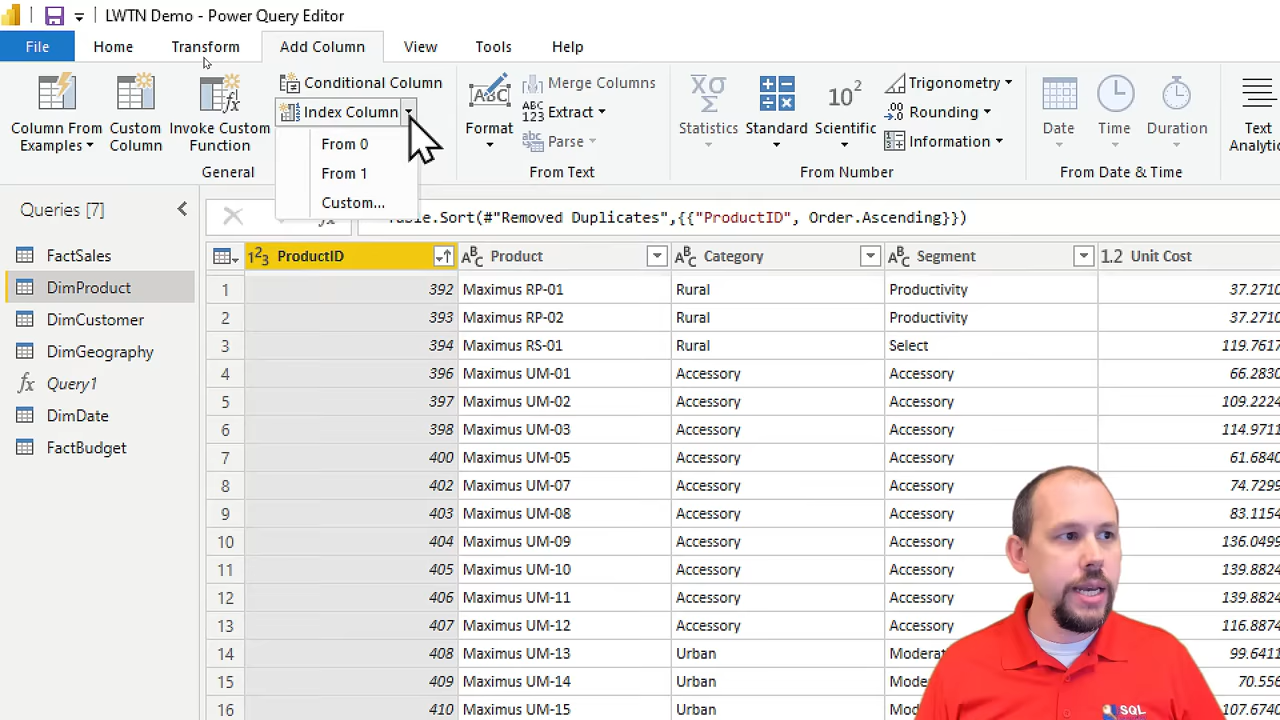 LWTN Demo - Power Query Editor
File Home Transform Add Column View Tools Help
Column From Examples
Custom Column
Invoke Custom Function
Conditional Column
Index Column
From 0
From 1
Custom...
General
Format
Merge Columns
ABC 123 Extract
abc Parse
From Text
Statistics
Standard
Scientific
Trigonometry
Rounding
Information
From Number
Date
Time
Duration
From Date & Time
Text
Queries [7]
Table.Sort(#"Removed Duplicates",{{"ProductID", Order.Ascending}})
FactSales
DimProduct
DimCustomer
DimGeography
fx Query1
DimDate
FactBudget
ProductID Product Category Segment 1.2 Unit Cost
1 392 Maximus RP-01 Rural Productivity 37.2710
2 393 Maximus RP-02 Rural Productivity 37.2710
3 394 Maximus RS-01 Rural Select 119.7617
4 396 Maximus UM-01 Accessory Accessory 66.2830
5 397 Maximus UM-02 Accessory Accessory 109.2224
6 398 Maximus UM-03 Accessory Accessory 114.9711
7 400 Maximus UM-05 Accessory Accessory 61.6840
8 402 Maximus UM-07 Accessory Accessory 74.7299
9 403 Maximus UM-08 Accessory Accessory 83.1154
10 404 Maximus UM-09 Accessory Accessory 136.0499
11 405 Maximus UM-10 Accessory Accessory 139.8824
12 406 Maximus UM-11 Accessory Accessory 139.8824
13 407 Maximus UM-12 Accessory Accessory 116.8874
14 408 Maximus UM-13 Urban 99.6411
15 409 Maximus UM-14 Urban 70.556
16 410 Maximus UM-15 Urban 107.6740
SQL